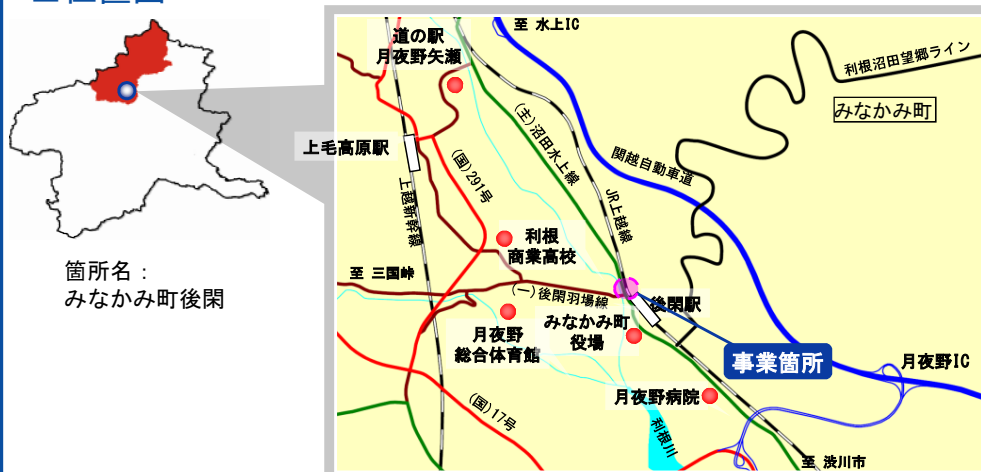 箇所名：
みなかみ町後閑
至 水上IC
道の駅
月夜野矢瀬
利根沼田望郷ライン
みなかみ町
(主)沼田水上線
上毛高原駅
(国)291号
関越自動車道
上越新幹線
JR上越線
利根
商業高校
至 三国峠
(一)後閑羽場線
後閑駅
月夜野
総合体育館
みなかみ町
役場
事業箇所
月夜野IC
月夜野病院
(国)17号
利根川
至 渋川市